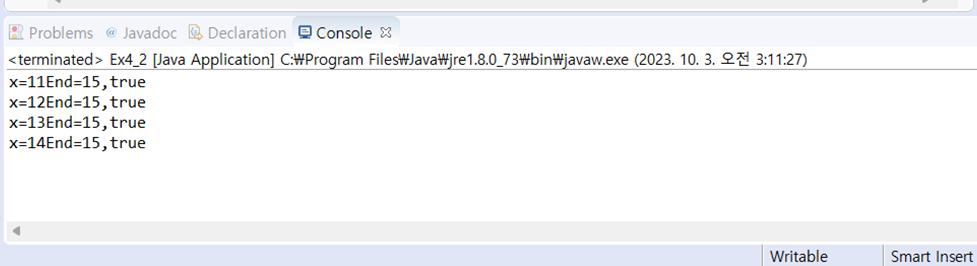 Problems @ Javadoc Declaration Console
<terminated> Ex4_2 [Java Application] C:₩Program Files₩Java₩jre1.8.0_73₩bin₩javaw.exe (2023. 10. 3. 오전 3:11:27)
x=11End=15,true
x=12End=15,true
x=13End=15,true
x=14End=15,true
Writable Smart Insert